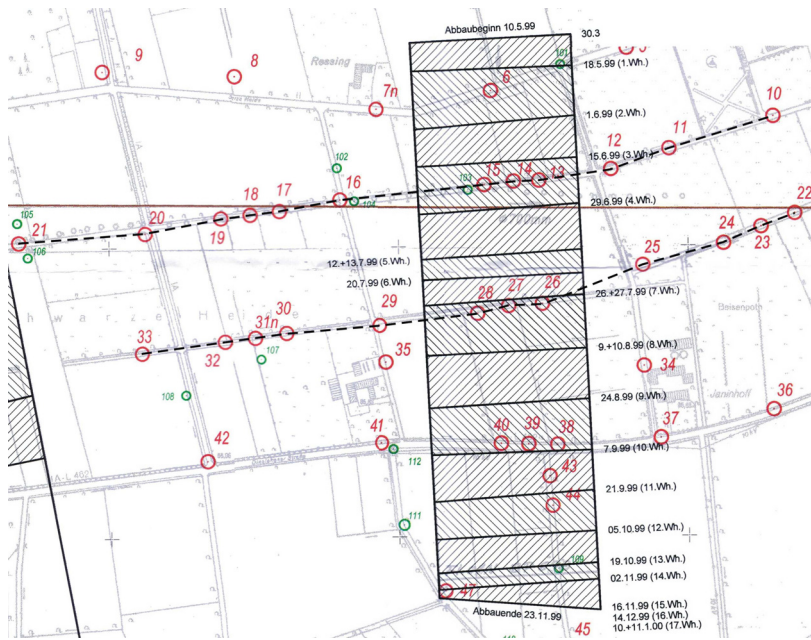 Abbaubeginn 10.5.99
30.3
101
18.5.99 (1.Wh.)
9
8
Ressing
7n
6
10
1.6.99 (2.Wh.)
12
11
102
15.6.99 (3.Wh.)
16
15
14
13
103
104
29.6.99 (4.Wh.)
22
105
21
106
20
19
18
17
Ø 700mm
24
23
25
12.+13.7.99 (5.Wh.)
20.7.99 (6.Wh.)
26.+27.7.99 (7.Wh.)
Beisenpoth
33
32
31n
30
29
28
27
26
107
35
9.+10.8.99 (8.Wh.)
34
108
24.8.99 (9.Wh.)
Janinhoff
36
42
41
40
39
38
37
7.9.99 (10.Wh.)
112
L 402
43
21.9.99 (11.Wh.)
44
111
05.10.99 (12.Wh.)
109
19.10.99 (13.Wh.)
02.11.99 (14.Wh.)
47
Abbauende 23.11.99
16.11.99 (15.Wh.)
14.12.99 (16.Wh.)
10.+11.1.00 (17.Wh.)
45